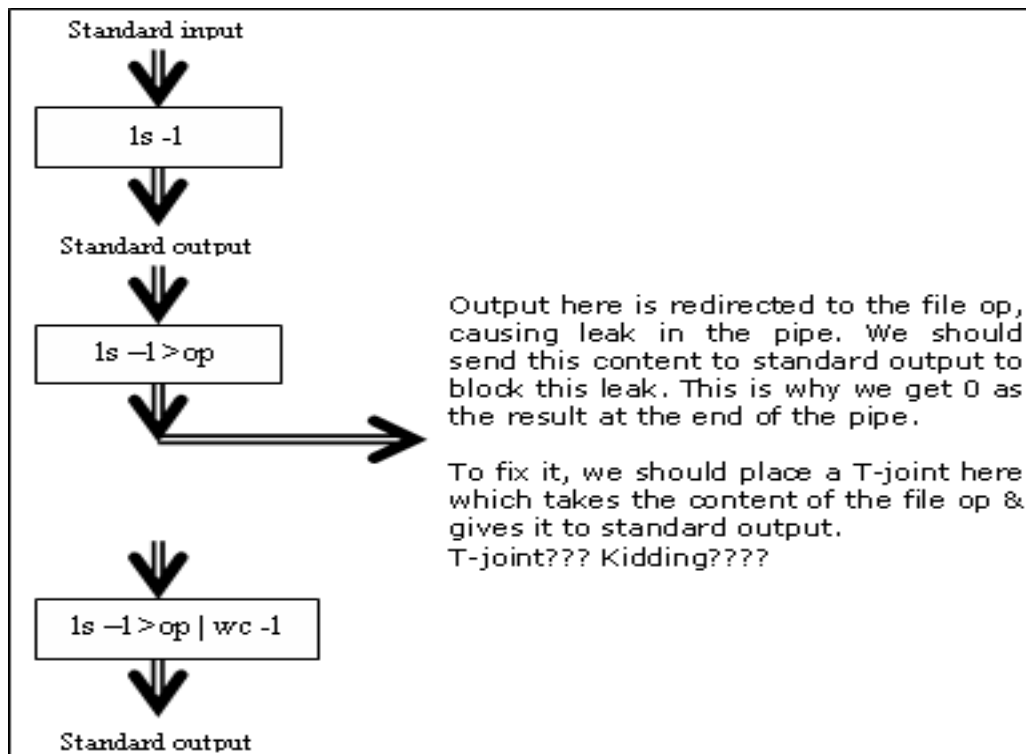 Standard input
ls -l
Standard output
ls –l > op
Output here is redirected to the file op,
causing leak in the pipe. We should
send this content to standard output to
block this leak. This is why we get 0 as
the result at the end of the pipe.
To fix it, we should place a T-joint here
which takes the content of the file op &
gives it to standard output.
T-joint??? Kidding????
ls –l > op | wc -l
Standard output